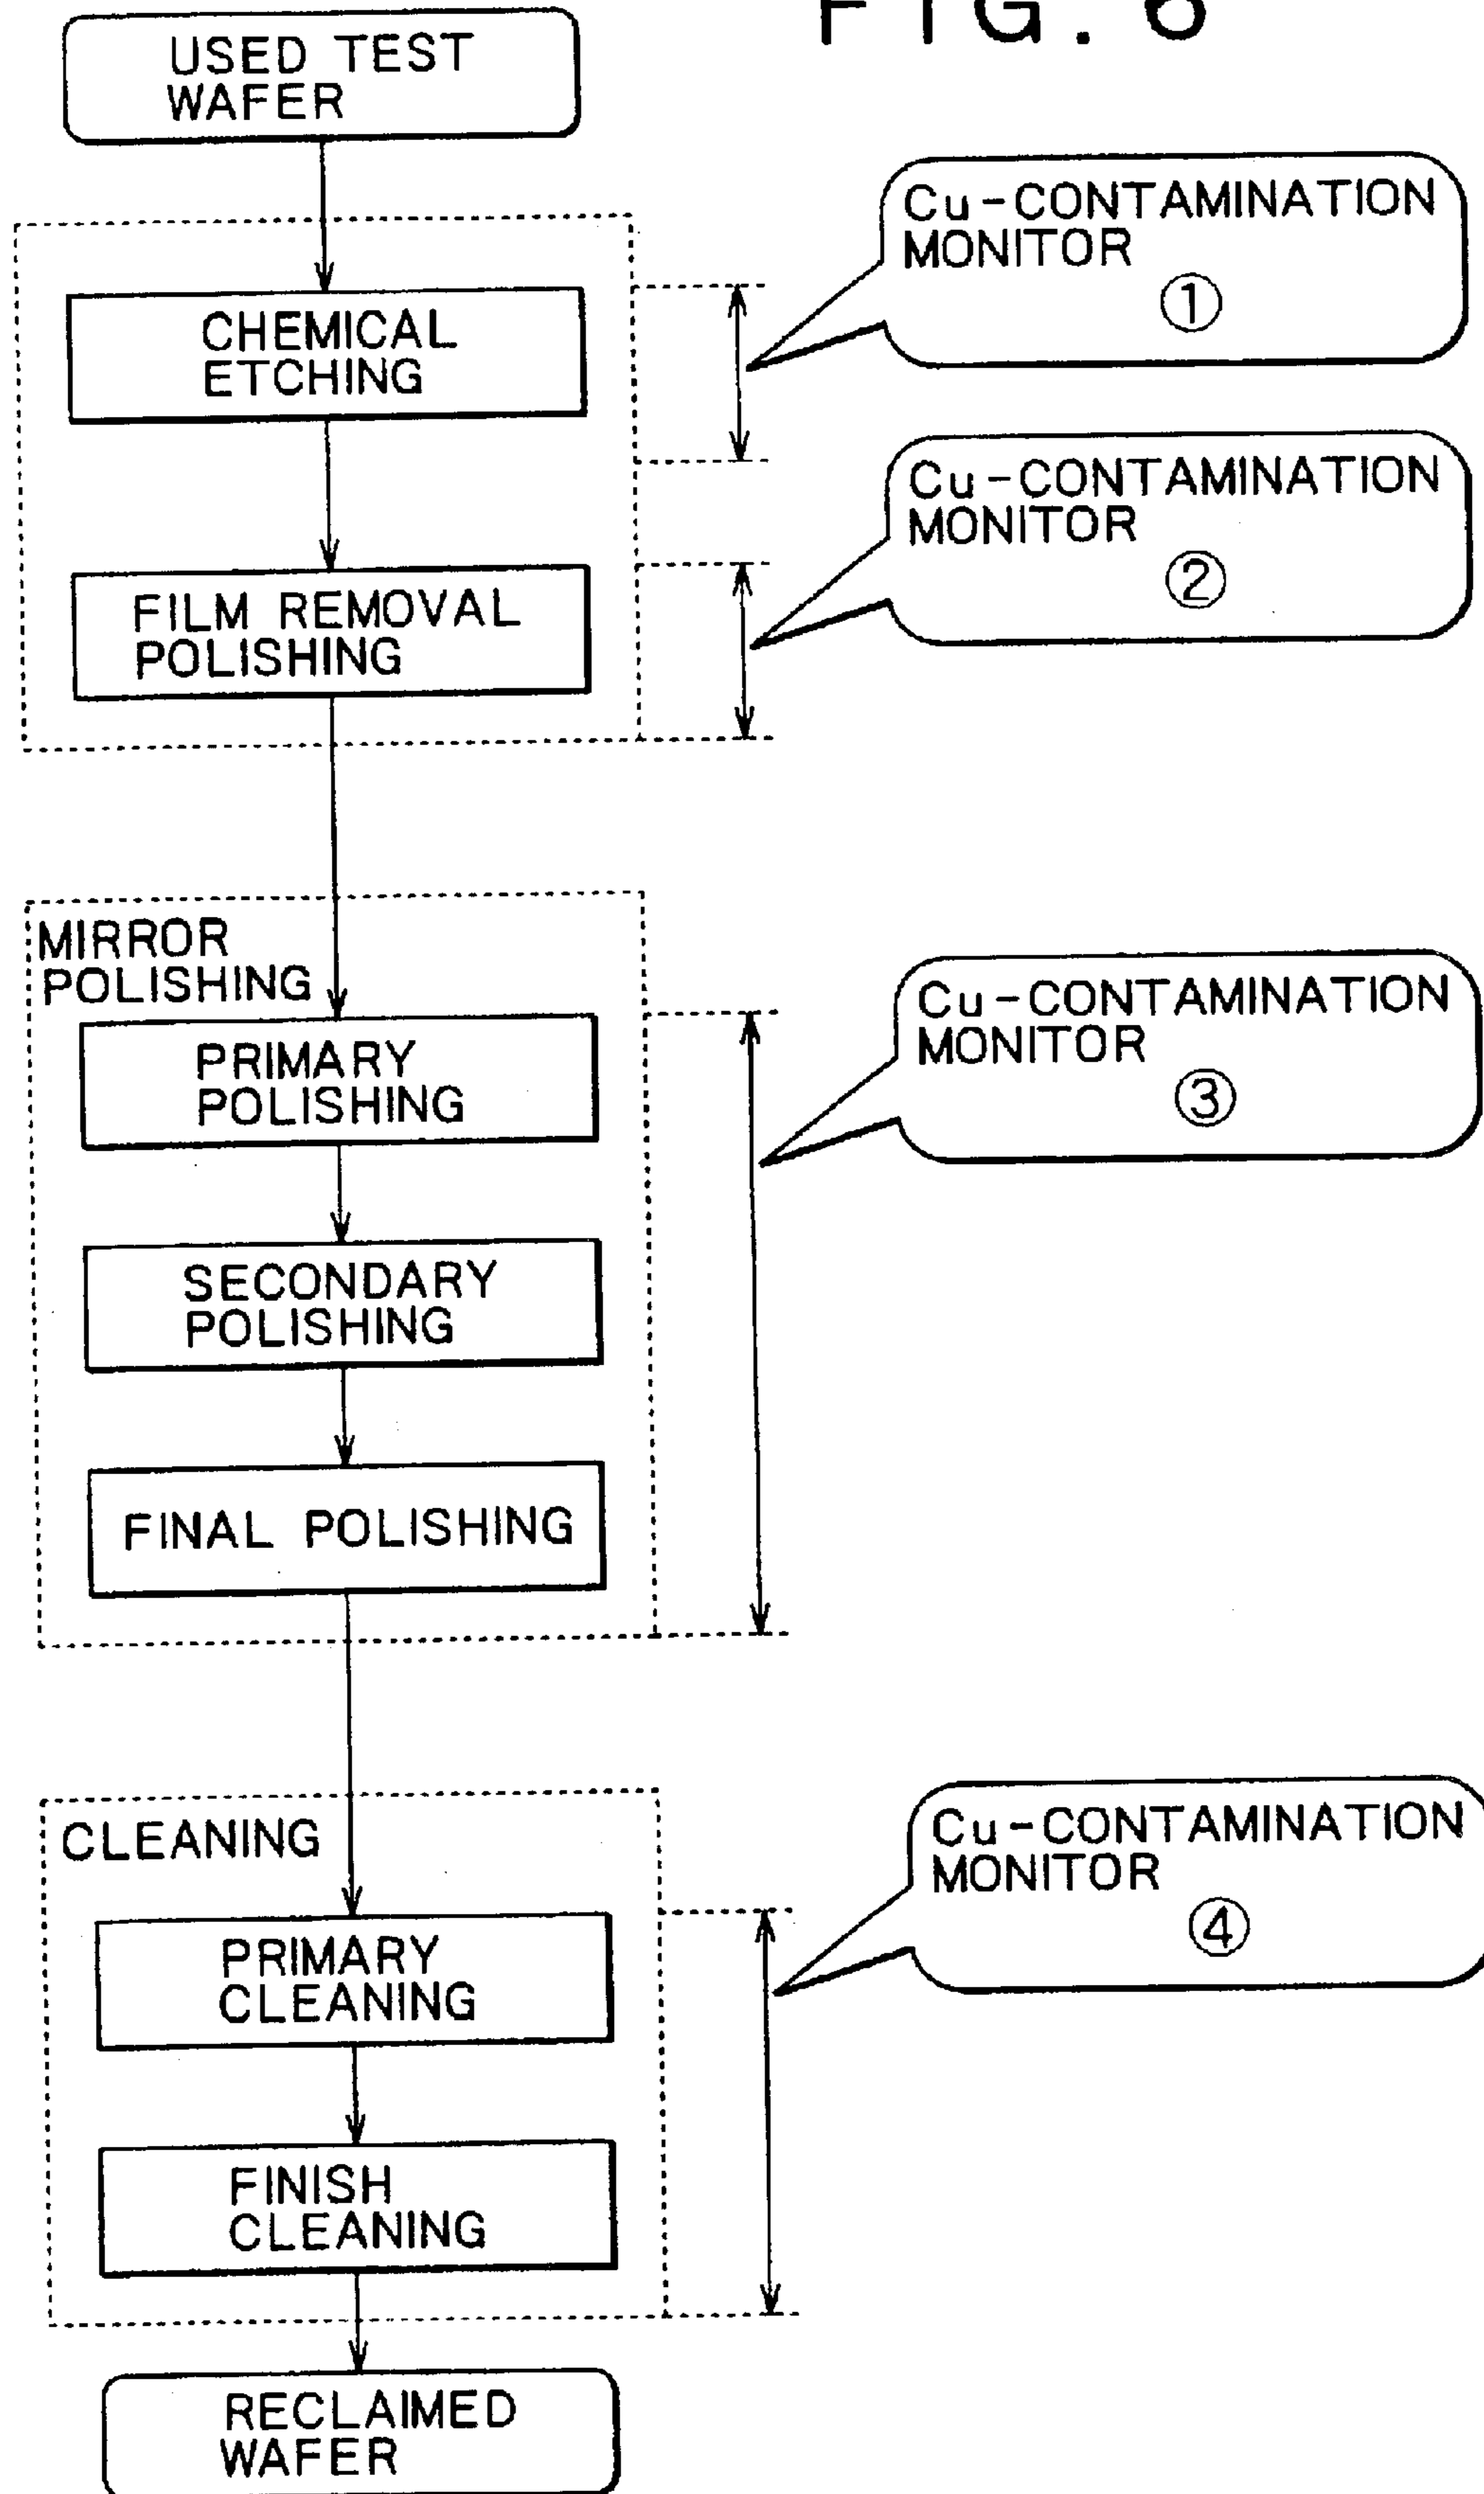 USED TEST
WAFER
Cu-CONTAMINATION
MONITOR
①
CHEMICAL
ETCHING
Cu-CONTAMINATION
MONITOR
②
FILM REMOVAL
POLISHING
MIRROR
POLISHING
Cu-CONTAMINATION
MONITOR
③
PRIMARY
POLISHING
SECONDARY
POLISHING
FINAL POLISHING
CLEANING
Cu-CONTAMINATION
MONITOR
④
PRIMARY
CLEANING
FINISH
CLEANING
RECLAIMED
WAFER